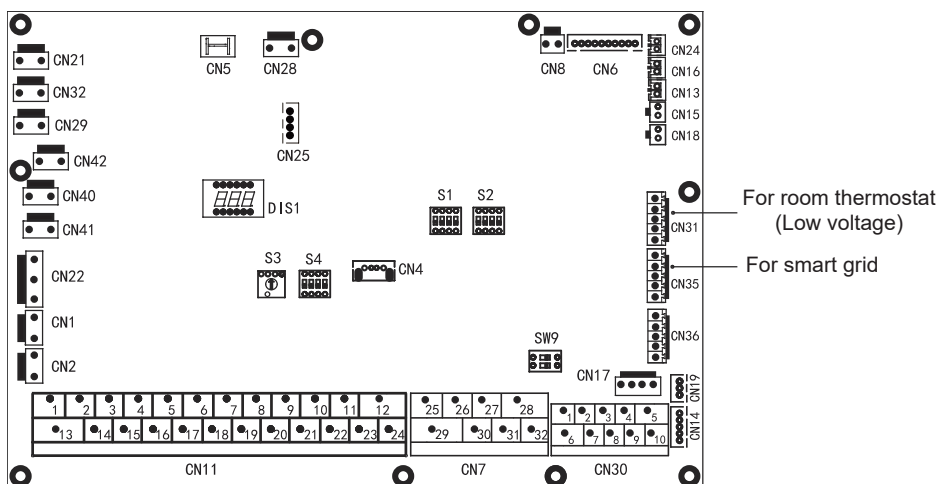 CN21
CN32
CN29
CN42
CN40
CN41
CN22
CN1
CN2
CN5
CN28
CN25
DIS1
S3
S4
CN4
S1
S2
CN8
CN6
CN24
CN16
CN13
CN15
CN18
CN31
For room thermostat
(Low voltage)
CN35
For smart grid
CN36
SW9
CN17
CN19
CN14
1 2 3 4 5 6 7 8 9 10 11 12
13 14 15 16 17 18 19 20 21 22 23 24
CN11
25 26 27 28
29 30 31 32
CN7
1 2 3 4 5
6 7 8 9 10
CN30